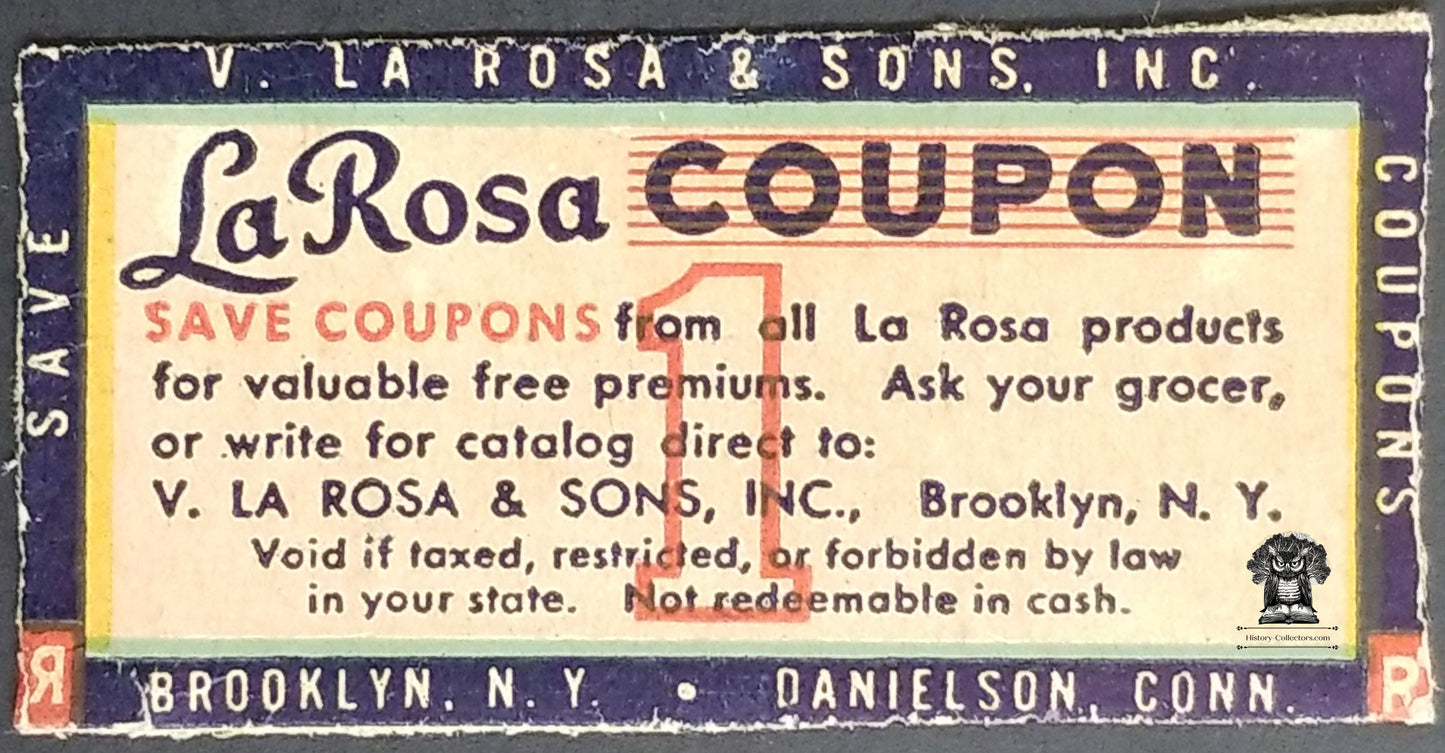 V. LA ROSA & SONS, INC.
SAVE
La Rosa COUPON
1
SAVE COUPONS from all La Rosa products
for valuable free premiums. Ask your grocer,
or write for catalog direct to:
V. LA ROSA & SONS, INC., Brooklyn, N. Y.
Void if taxed, restricted, or forbidden by law
in your state. Not redeemable in cash.
COUPONS
History-Collectors.com
R
BROOKLYN, N. Y. • DANIELSON, CONN.
R